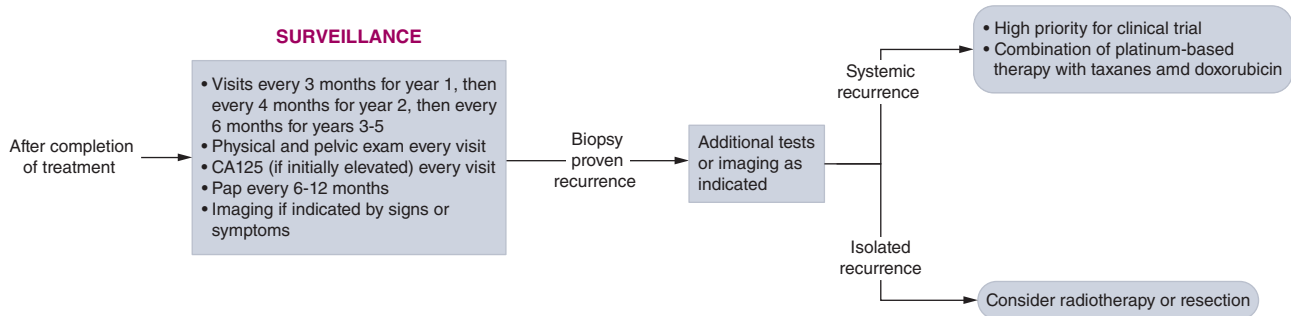 SURVEILLANCE
After completion
of treatment
• Visits every 3 months for year 1, then
every 4 months for year 2, then every
6 months for years 3-5
• Physical and pelvic exam every visit
• CA125 (if initially elevated) every visit
• Pap every 6-12 months
• Imaging if indicated by signs or
symptoms
Biopsy
proven
recurrence
Additional tests
or imaging as
indicated
Systemic
recurrence
• High priority for clinical trial
• Combination of platinum-based
therapy with taxanes amd doxorubicin
Isolated
recurrence
Consider radiotherapy or resection